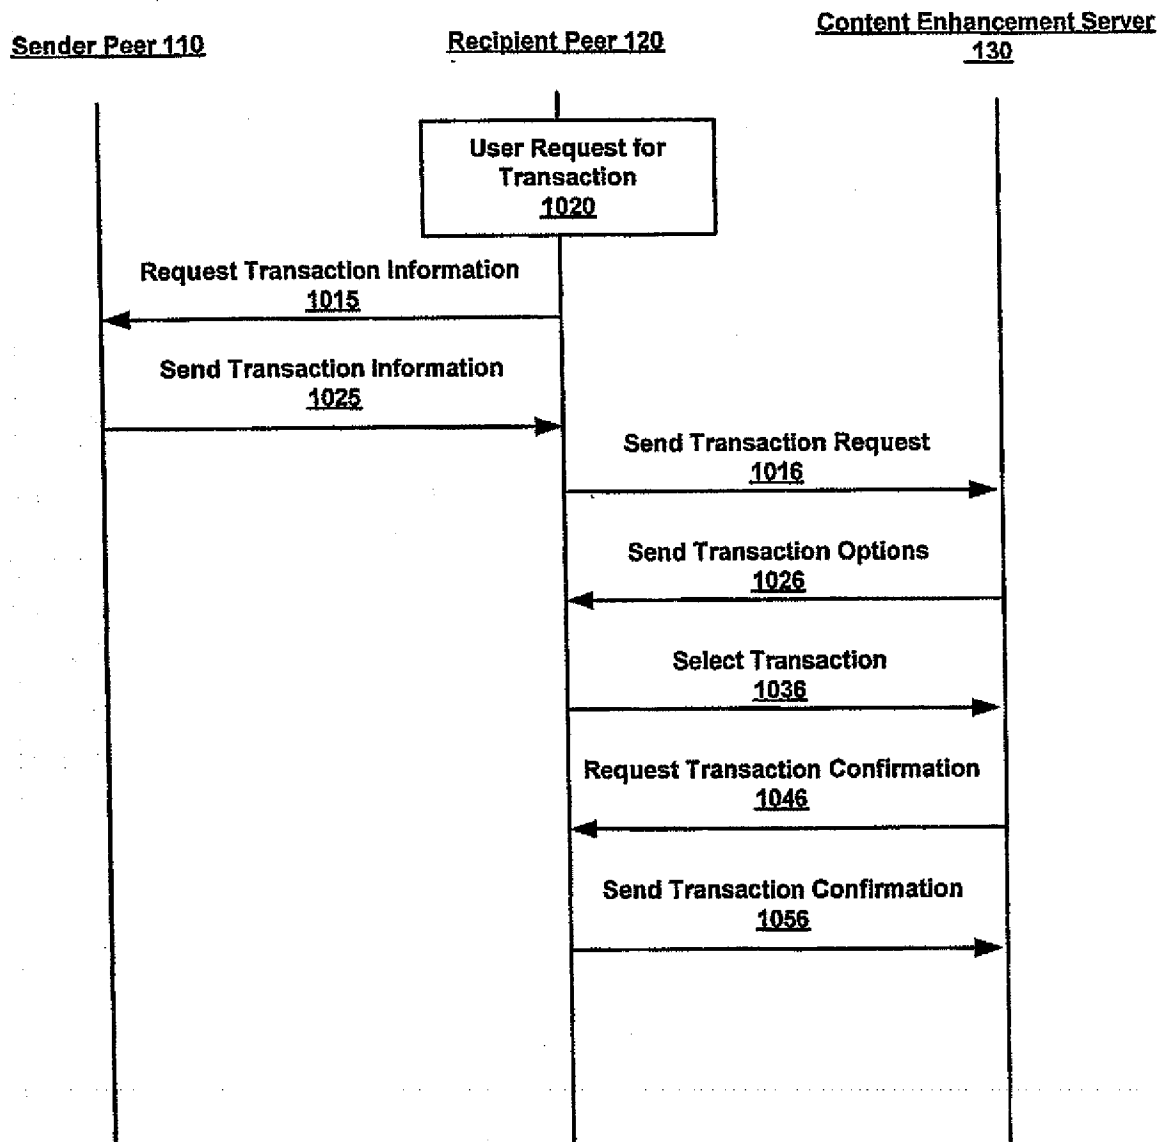 Sender Peer 110
Recipient Peer 120
Content Enhancement Server
130
User Request for
Transaction
1020
Request Transaction Information
1015
Send Transaction Information
1025
Send Transaction Request
1016
Send Transaction Options
1026
Select Transaction
1036
Request Transaction Confirmation
1046
Send Transaction Confirmation
1056